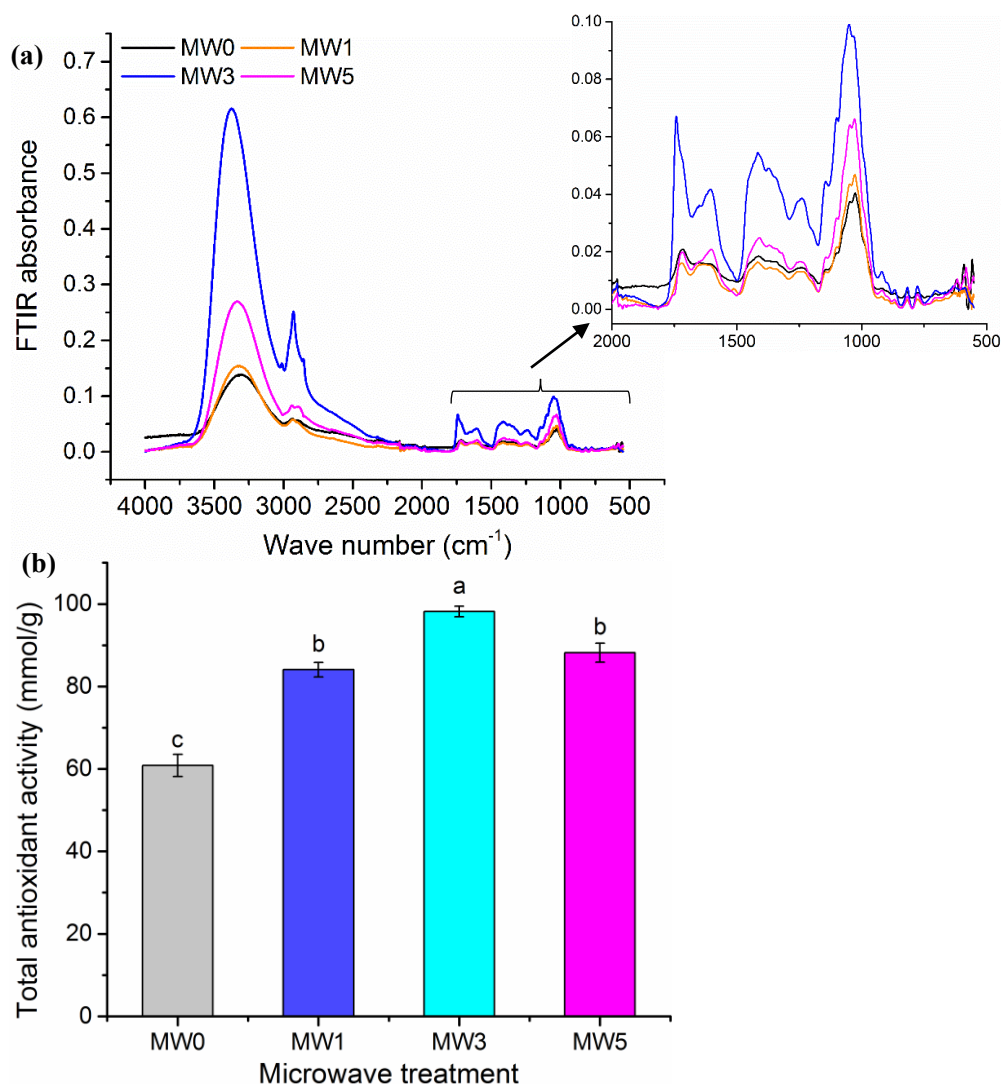 (a)
MW0 MW1
MW3 MW5
FTIR absorbance
0.7
0.6
0.5
0.4
0.3
0.2
0.1
0.0
4000 3500 3000 2500 2000 1500 1000 500
Wave number (cm⁻¹)
0.10
0.08
0.06
0.04
0.02
0.00
2000 1500 1000 500
(b)
Total antioxidant activity (mmol/g)
100
80
60
40
20
0
c b a b
MW0 MW1 MW3 MW5
Microwave treatment